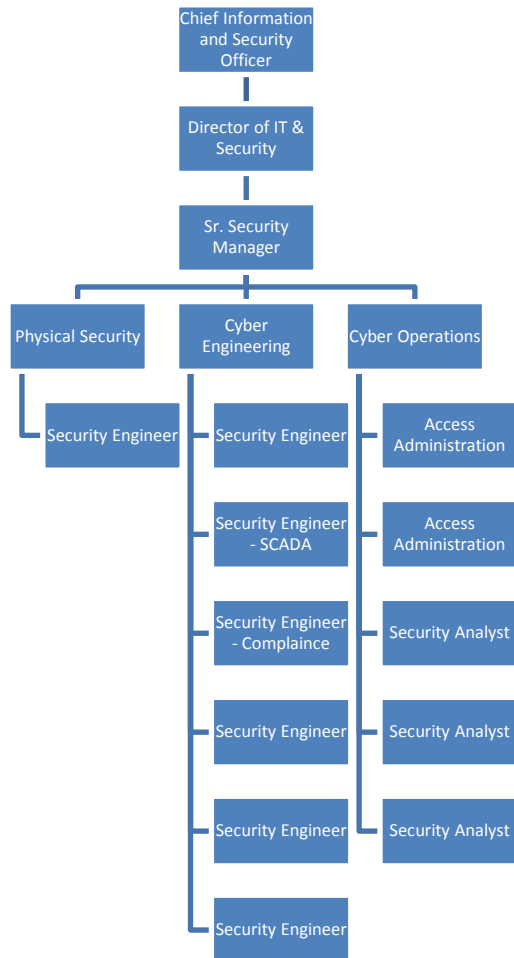 Chief Information
and Security
Officer
Director of IT &
Security
Sr. Security
Manager
Physical Security
Cyber
Engineering
Cyber Operations
Security Engineer
Security Engineer
Access
Administration
Security Engineer
- SCADA
Access
Administration
Security Engineer
- Complaince
Security Analyst
Security Engineer
Security Analyst
Security Engineer
Security Analyst
Security Engineer